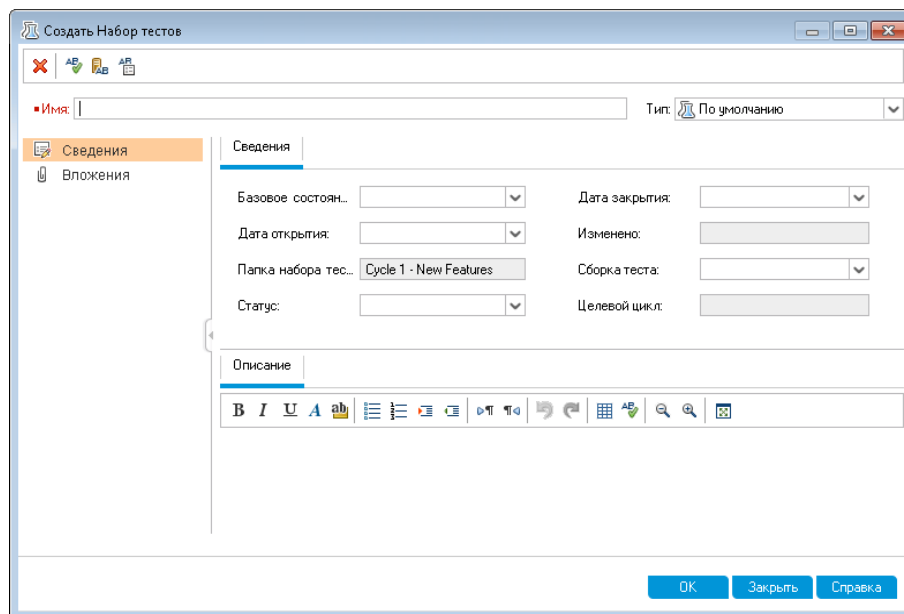 Создать Набор тестов
Имя: Тип: По умолчанию
Сведения
Вложения
Сведения
Базовое состоян... Дата закрытия:
Дата открытия: Изменено:
Папка набора тес... Cycle 1 - New Features Сборка теста:
Статус: Целевой цикл:
Описание
B I U A ab
OK Закрыть Справка